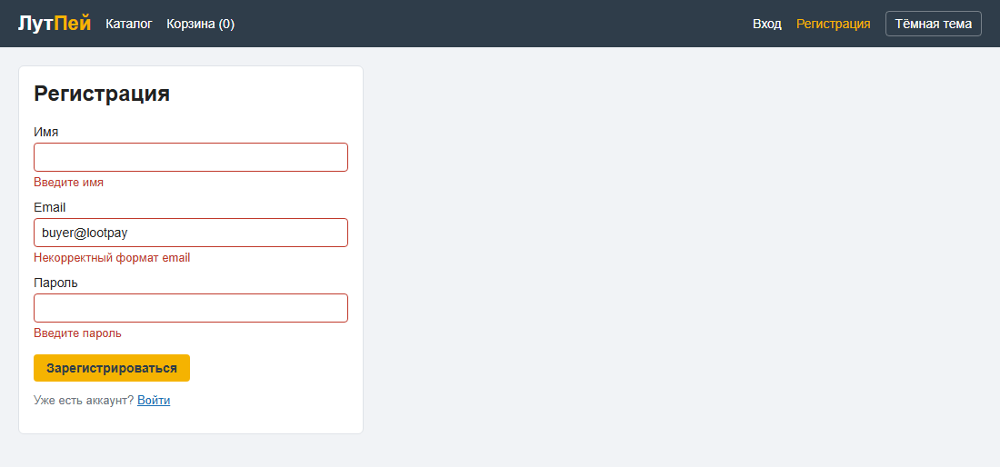 ЛутПей Каталог Корзина (0) Вход Регистрация Тёмная тема
Регистрация
Имя
Введите имя
Email
buyer@lootpay
Некорректный формат email
Пароль
Введите пароль
Зарегистрироваться
Уже есть аккаунт? Войти